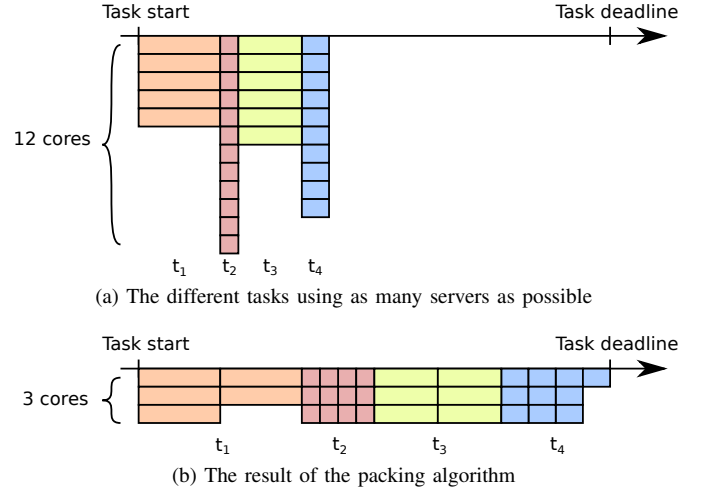 Task start Task deadline
12 cores
t₁ t₂ t₃ t₄
(a) The different tasks using as many servers as possible
Task start Task deadline
3 cores
t₁ t₂ t₃ t₄
(b) The result of the packing algorithm